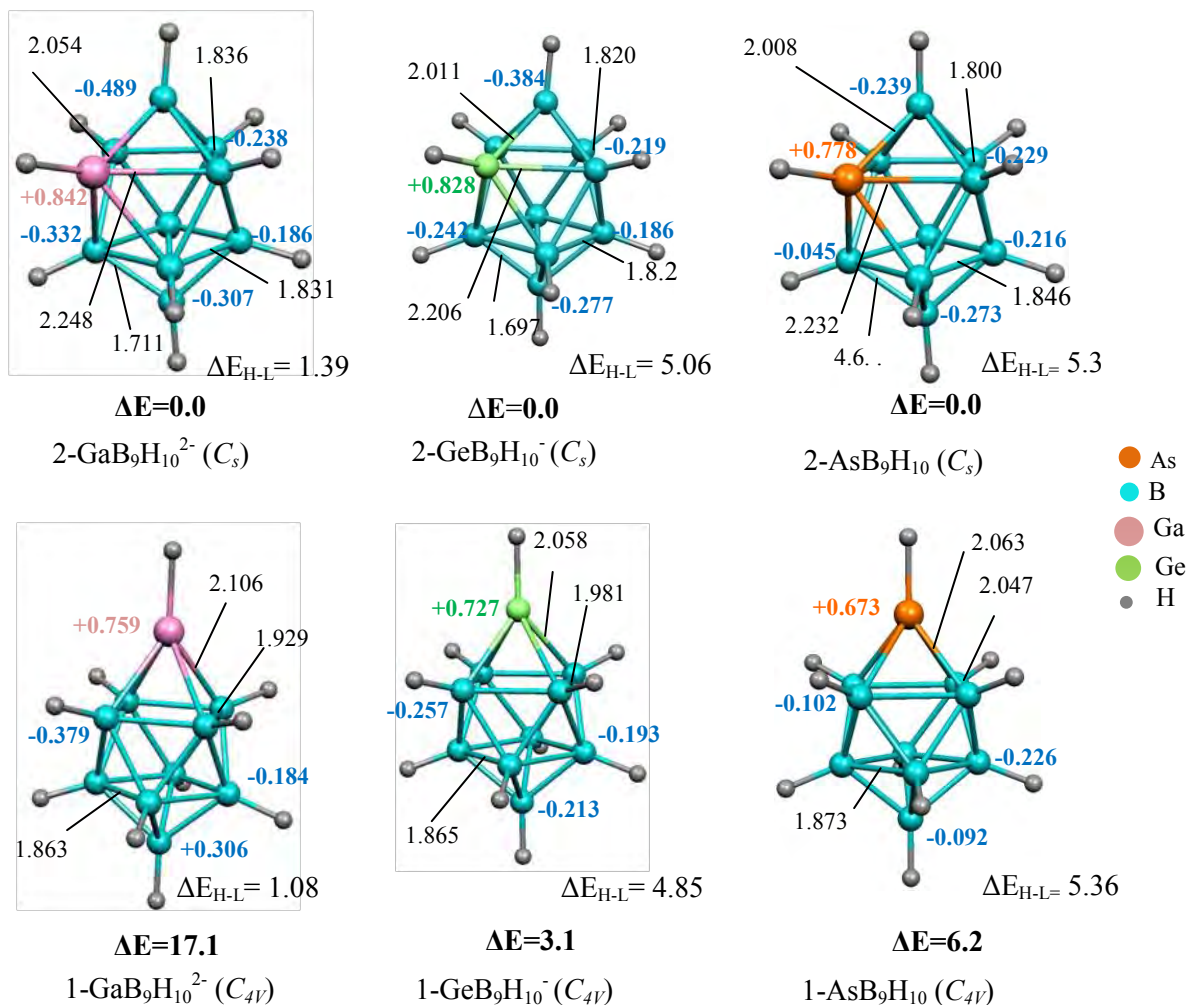 2.054
1.836
-0.489
-0.238
+0.842
-0.332
-0.186
-0.307
1.831
2.248
1.711
ΔE_H-L= 1.39
ΔE=0.0
2-GaB₉H₁₀²⁻ (Cs)
2.011
1.820
-0.384
-0.219
+0.828
-0.242
-0.186
1.8.2
-0.277
2.206
1.697
ΔE_H-L= 5.06
ΔE=0.0
2-GeB₉H₁₀⁻ (Cs)
2.008
1.800
-0.239
-0.229
+0.778
-0.045
-0.216
1.846
2.232
-0.273
4.6. .
ΔE_H-L= 5.3
ΔE=0.0
2-AsB₉H₁₀ (Cs)
As
B
Ga
Ge
H
2.106
+0.759
1.929
-0.379
-0.184
1.863
+0.306
ΔE_H-L= 1.08
ΔE=17.1
1-GaB₉H₁₀²⁻ (C4V)
2.058
+0.727
1.981
-0.257
-0.193
1.865
-0.213
ΔE_H-L= 4.85
ΔE=3.1
1-GeB₉H₁₀⁻ (C4V)
2.063
2.047
+0.673
-0.102
-0.226
1.873
-0.092
ΔE_H-L= 5.36
ΔE=6.2
1-AsB₉H₁₀ (C4V)